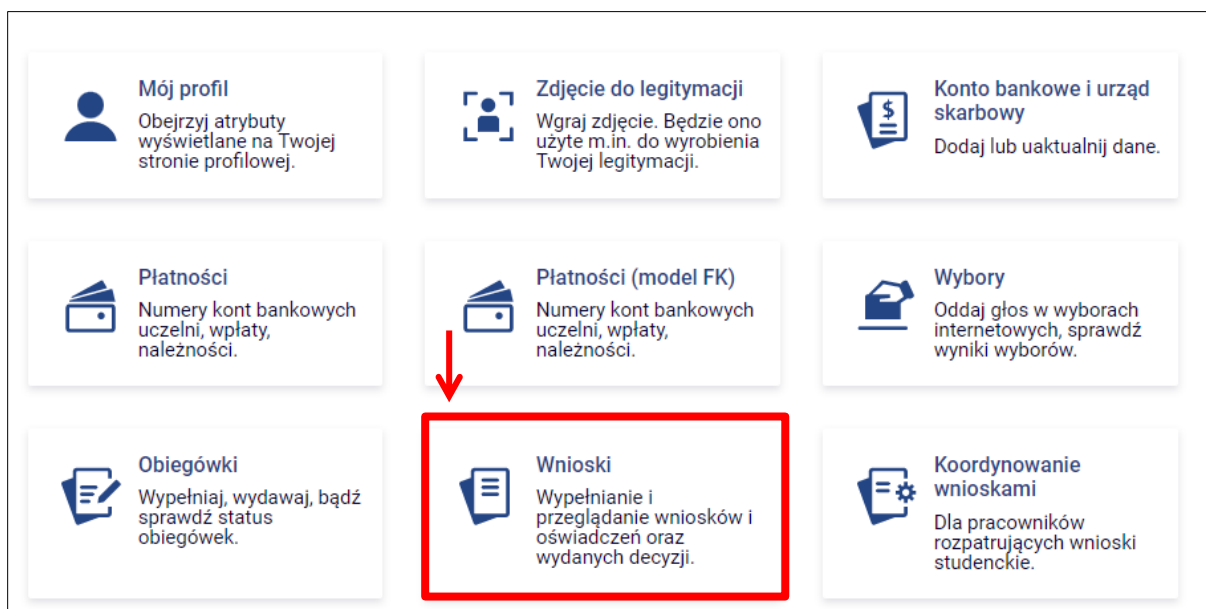 Mój profil
Obejrzyj atrybuty
wyświetlane na Twojej
stronie profilowej.
Zdjęcie do legitymacji
Wgraj zdjęcie. Będzie ono
użyte m.in. do wyrobienia
Twojej legitymacji.
Konto bankowe i urząd
skarbowy
Dodaj lub uaktualnij dane.
Płatności
Numery kont bankowych
uczelni, wpłaty,
należności.
Płatności (model FK)
Numery kont bankowych
uczelni, wpłaty,
należności.
Wybory
Oddaj głos w wyborach
internetowych, sprawdź
wyniki wyborów.
Obiegówki
Wypełniaj, wydawaj, bądź
sprawdź status
obiegówek.
Wnioski
Wypełnianie i
przeglądanie wniosków i
oświadczeń oraz
wydanych decyzji.
Koordynowanie
wnioskami
Dla pracowników
rozpatrujących wnioski
studenckie.